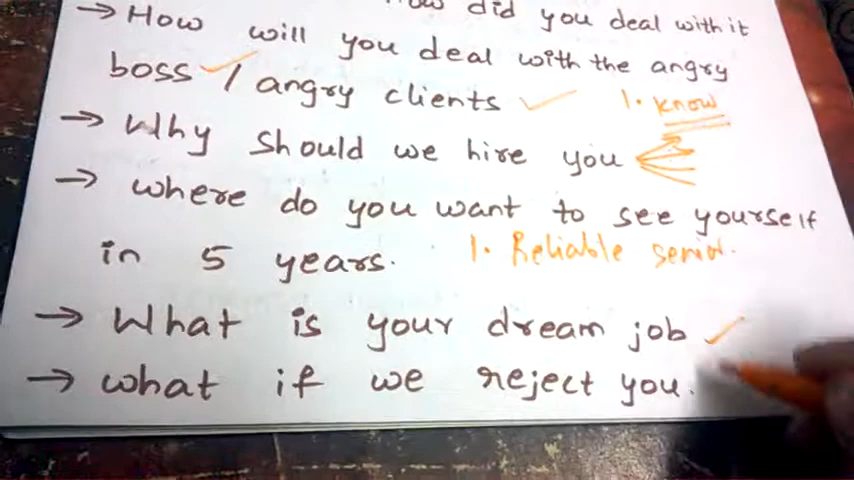 How did you deal with it
→ How will you deal with the angry
boss ✓ / angry clients ✓ 1. know
→ Why should we hire you
→ where do you want to see yourself
in 5 years. 1. Reliable senior.
→ What is your dream job ✓
→ what if we reject you.